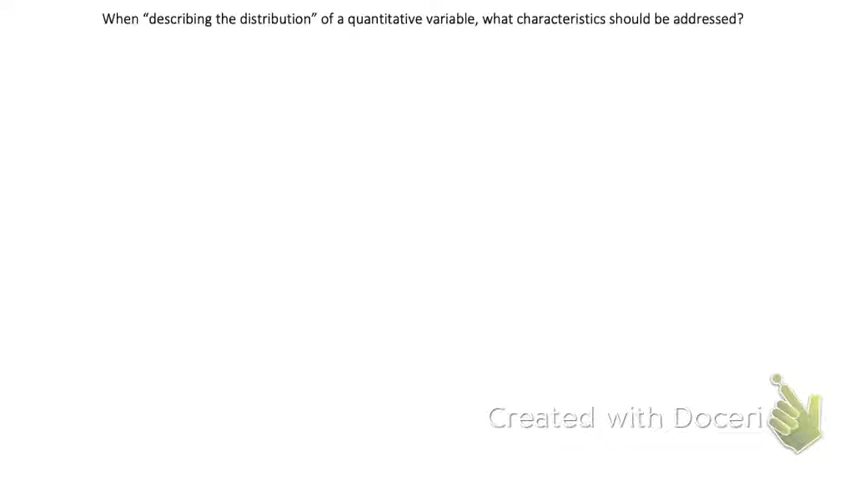 When “describing the distribution” of a quantitative variable, what characteristics should be addressed?
Created with Doceri